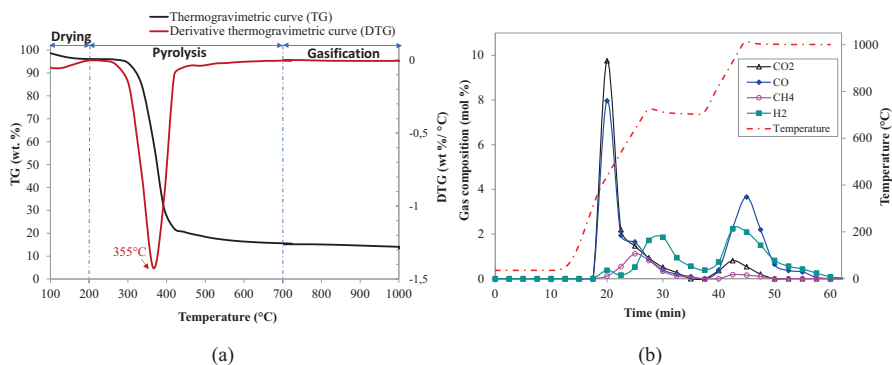 Thermogravimetric curve (TG)
Derivative thermogravimetric curve (DTG)
Drying
Pyrolysis
Gasification
100
90
80
70
60
50
40
30
20
10
0
TG (wt. %)
355°C
0
-0,5
-1
-1,5
DTG (wt %/ °C)
100 200 300 400 500 600 700 800 900 1000
Temperature (°C)
(a)
10
8
6
4
2
0
Gas composition (mol %)
CO2
CO
CH4
H2
Temperature
1000
800
600
400
200
0
Temperature (°C)
0 10 20 30 40 50 60
Time (min)
(b)